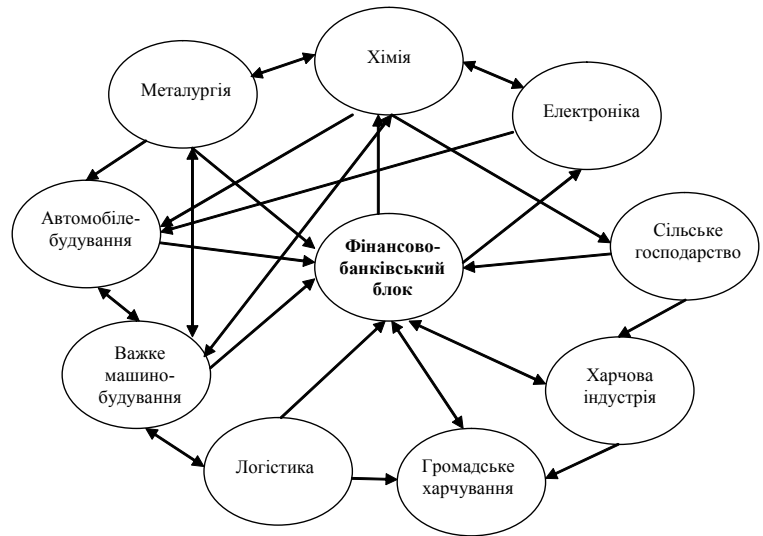 Хімія
Металургія
Електроніка
Автомобіле-
будування
Фінансово-
банківський
блок
Сільське
господарство
Важке
машино-
будування
Харчова
індустрія
Логістика
Громадське
харчування